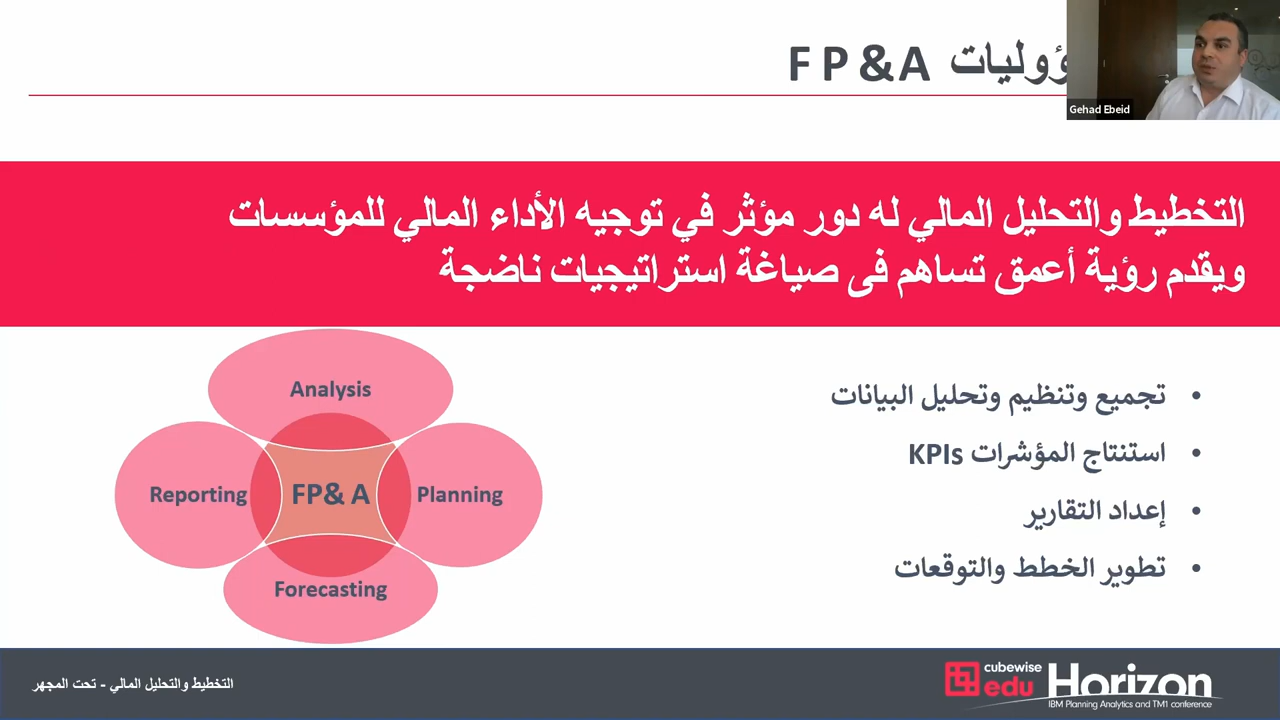 FP&A
Gehad Ebeid
التخطيط والتحليل المالي له دور مؤثر في توجيه الأداء المالي للمؤسسات
ويقدم رؤية أعمق تساهم فى صياغة استراتيجيات ناضجة
• تجميع وتنظيم وتحليل البيانات
• استنتاج المؤشرات KPIs
• إعداد التقارير
• تطوير الخطط والتوقعات
Analysis
Reporting
FP& A
Planning
Forecasting
التخطيط والتحليل المالي - تحت المجهر
cubewise
edu
Horizon
IBM Planning Analytics and TM1 conference